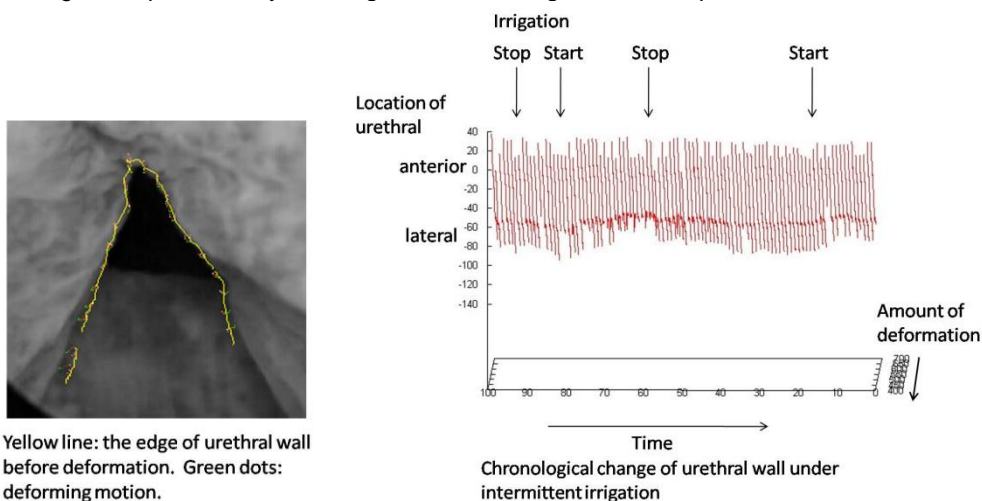 Irrigation
Stop Start Stop Start
Location of
urethral
anterior
lateral
40
20
0
-20
-40
-60
-80
-100
-120
-140
Amount of
deformation
700
400
100 90 80 70 60 50 40 30 20 10 0
Time
Yellow line: the edge of urethral wall
before deformation. Green dots:
deforming motion.
Chronological change of urethral wall under
intermittent irrigation